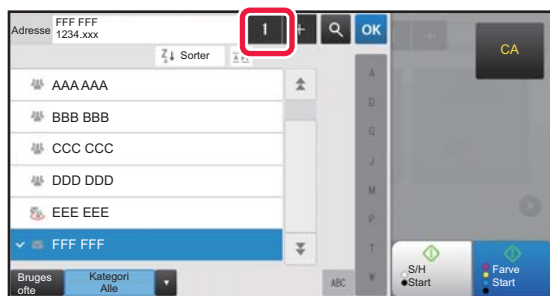 Adresse
FFF FFF
1234.xxx
1
+
OK
CA
Z↓ Sorter
AAA AAA
BBB BBB
CCC CCC
DDD DDD
EEE EEE
FFF FFF
A
D
G
J
M
P
T
W
ABC
Bruges
ofte
Kategori
Alle
S/H
Start
Farve
Start